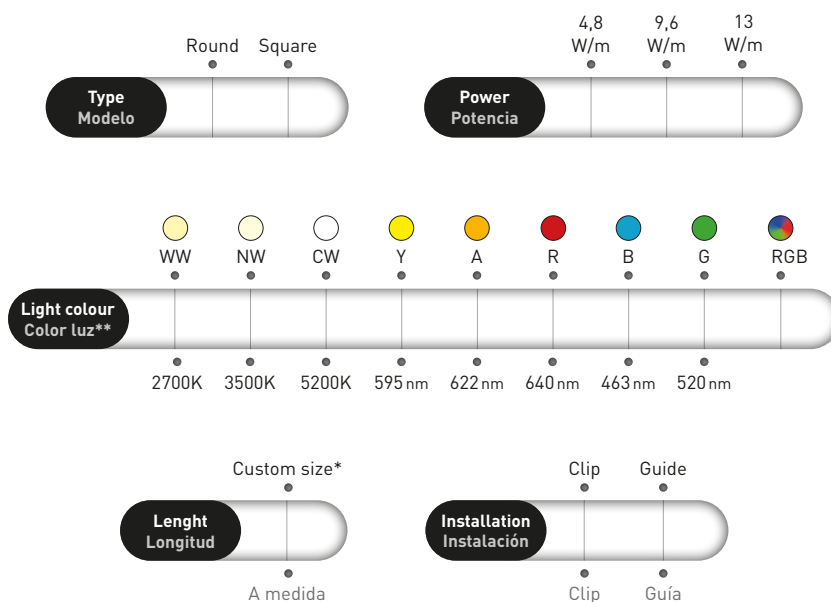 Round Square
4,8 W/m
9,6 W/m
13 W/m
Type
Modelo
Power
Potencia
WW NW CW Y A R B G RGB
Light colour
Color luz**
2700K 3500K 5200K 595 nm 622 nm 640 nm 463 nm 520 nm
Custom size*
Clip Guide
Lenght
Longitud
Installation
Instalación
A medida
Clip Guía